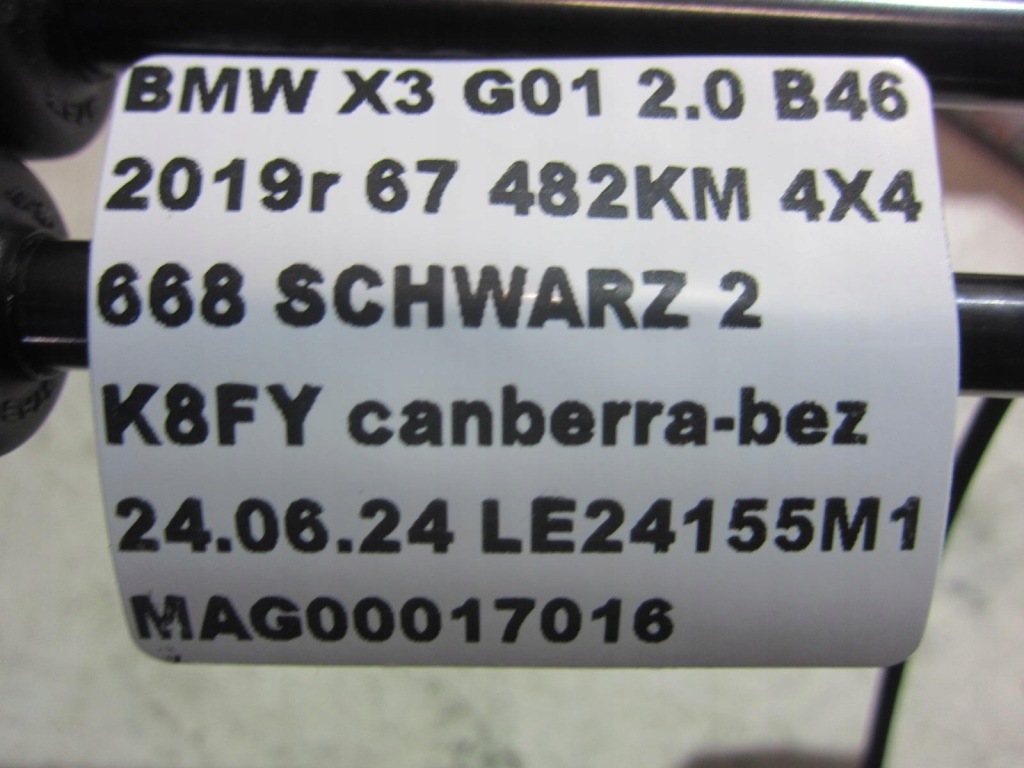 BMW X3 G01 2.0 B46
2019r 67 482KM 4X4
668 SCHWARZ 2
K8FY canberra-bez
24.06.24 LE24155M1
MAG00017016